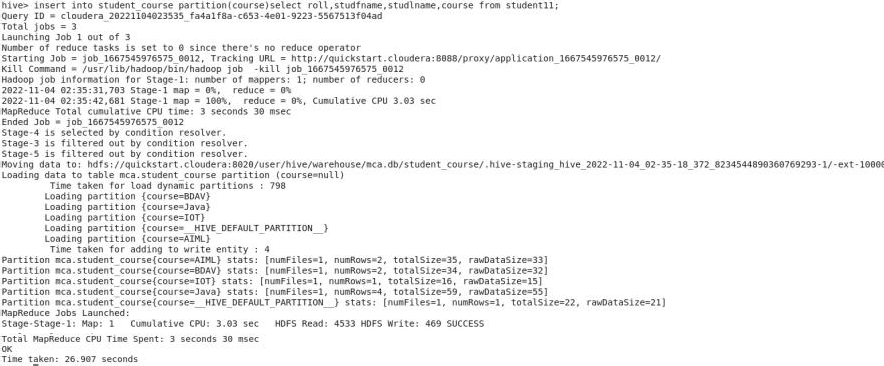 hive> insert into student_course partition(course)select roll,studfname,studlname,course from student11;
Query ID = cloudera_20221104023535_fa4a1f8a-c653-4e01-9223-5567513f04ad
Total jobs = 3
Launching Job 1 out of 3
Number of reduce tasks is set to 0 since there's no reduce operator
Starting Job = job_1667545976575_0012, Tracking URL = http://quickstart.cloudera:8088/proxy/application_1667545976575_0012/
Kill Command = /usr/lib/hadoop/bin/hadoop job  -kill job_1667545976575_0012
Hadoop job information for Stage-1: number of mappers: 1; number of reducers: 0
2022-11-04 02:35:31,703 Stage-1 map = 0%,  reduce = 0%
2022-11-04 02:35:42,681 Stage-1 map = 100%,  reduce = 0%, Cumulative CPU 3.03 sec
MapReduce Total cumulative CPU time: 3 seconds 30 msec
Ended Job = job_1667545976575_0012
Stage-4 is selected by condition resolver.
Stage-3 is filtered out by condition resolver.
Stage-5 is filtered out by condition resolver.
Moving data to: hdfs://quickstart.cloudera:8020/user/hive/warehouse/mca.db/student_course/.hive-staging_hive_2022-11-04_02-35-18_372_8234544890360769293-1/-ext-10000
Loading data to table mca.student_course partition (course=null)
Time taken for load dynamic partitions : 798
Loading partition {course=BDAV}
Loading partition {course=Java}
Loading partition {course=IOT}
Loading partition {course=__HIVE_DEFAULT_PARTITION__}
Loading partition {course=AIML}
Time taken for adding to write entity : 4
Partition mca.student_course{course=AIML} stats: [numFiles=1, numRows=2, totalSize=35, rawDataSize=33]
Partition mca.student_course{course=BDAV} stats: [numFiles=1, numRows=2, totalSize=34, rawDataSize=32]
Partition mca.student_course{course=IOT} stats: [numFiles=1, numRows=1, totalSize=16, rawDataSize=15]
Partition mca.student_course{course=Java} stats: [numFiles=1, numRows=4, totalSize=59, rawDataSize=55]
Partition mca.student_course{course=__HIVE_DEFAULT_PARTITION__} stats: [numFiles=1, numRows=1, totalSize=22, rawDataSize=21]
MapReduce Jobs Launched:
Stage-Stage-1: Map: 1   Cumulative CPU: 3.03 sec   HDFS Read: 4533 HDFS Write: 469 SUCCESS
Total MapReduce CPU Time Spent: 3 seconds 30 msec
OK
Time taken: 26.907 seconds